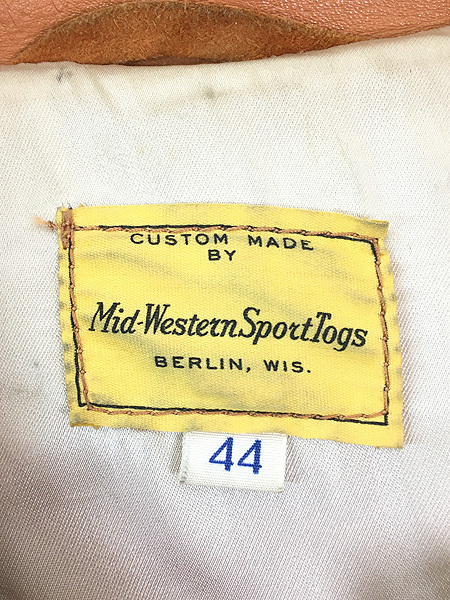 CUSTOM MADE
BY
Mid-Western Sport Togs
BERLIN, WIS.
44